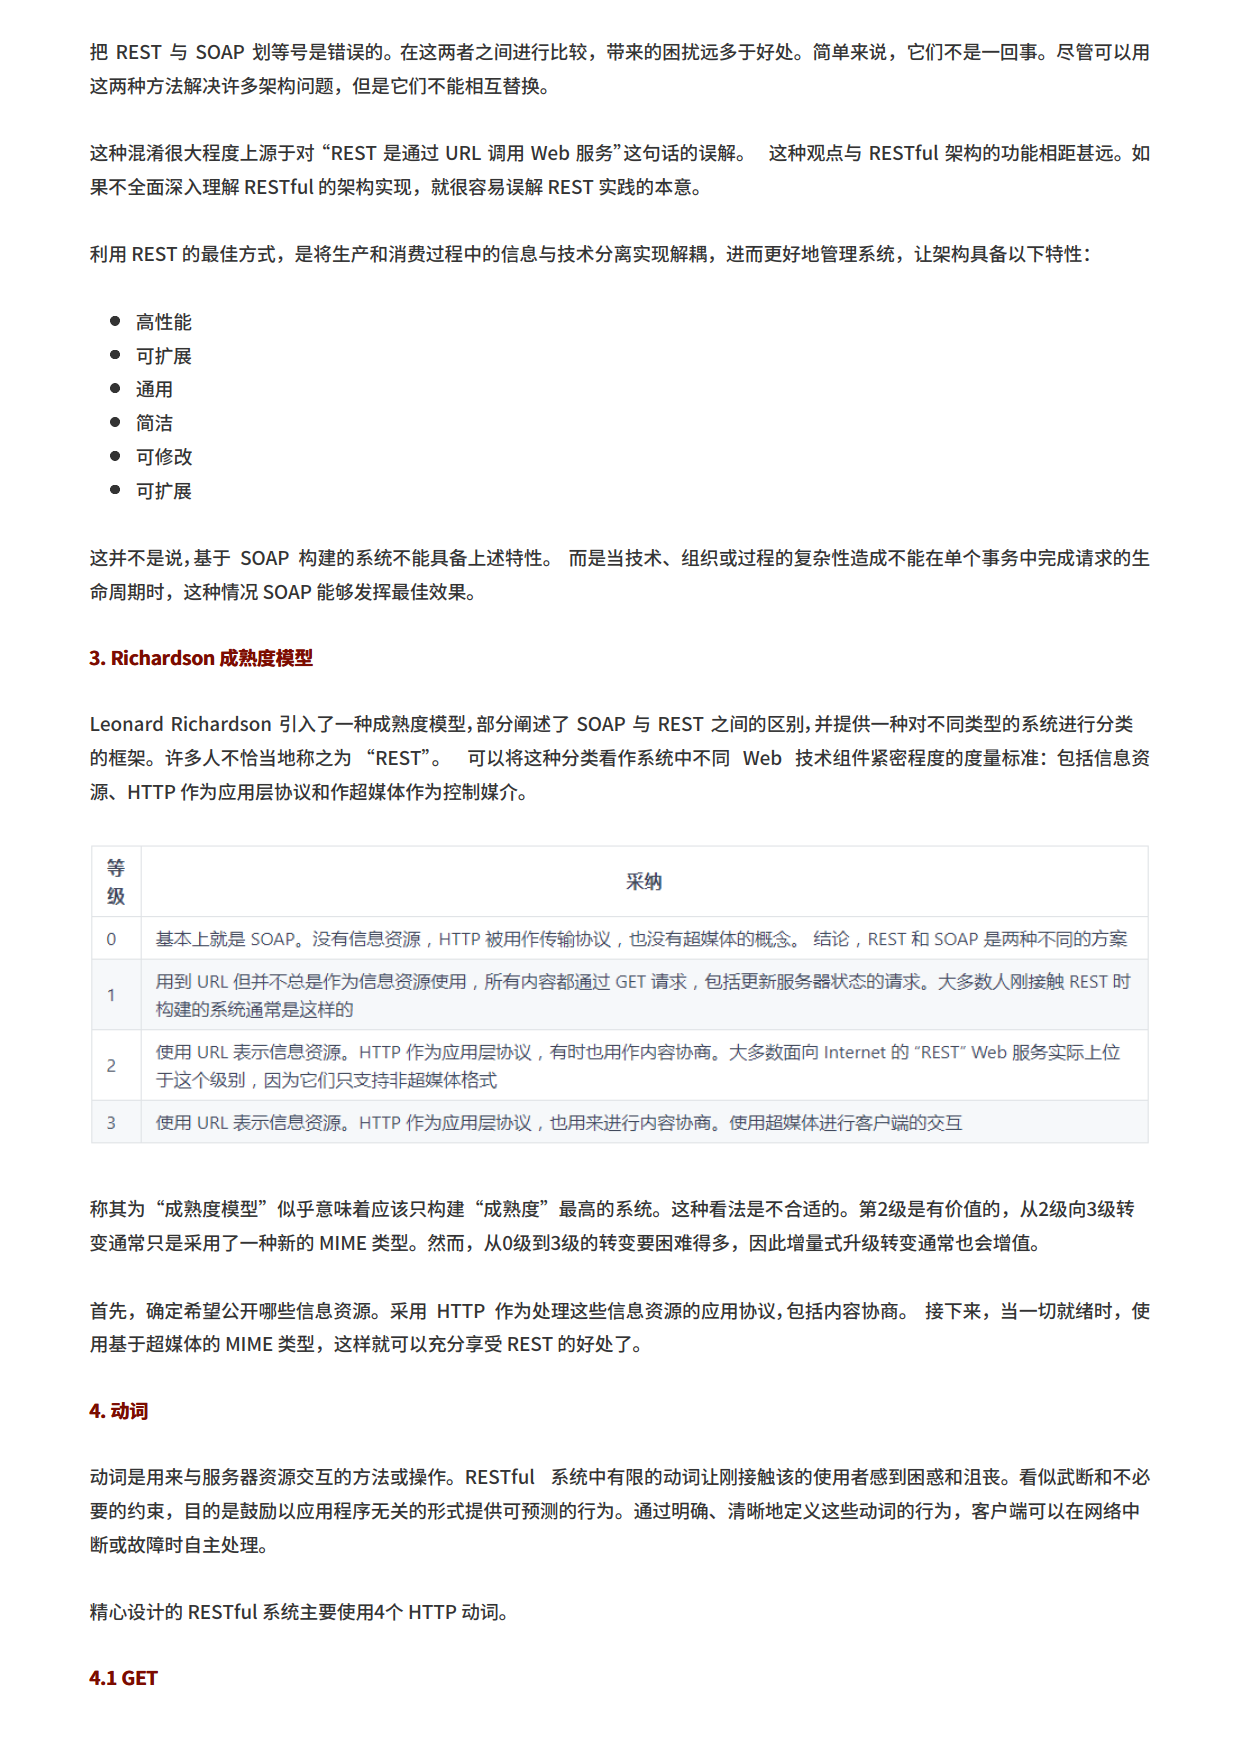 把 REST 与 SOAP 划等号是错误的。在这两者之间进行比较，带来的困扰远多于好处。简单来说，它们不是一回事。尽管可以用
这两种方法解决许多架构问题，但是它们不能相互替换。
这种混淆很大程度上源于对 “REST 是通过 URL 调用 Web 服务”这句话的误解。 这种观点与 RESTful 架构的功能相距甚远。如
果不全面深入理解 RESTful 的架构实现，就很容易误解 REST 实践的本意。
利用 REST 的最佳方式，是将生产和消费过程中的信息与技术分离实现解耦，进而更好地管理系统，让架构具备以下特性：
● 高性能
● 可扩展
● 通用
● 简洁
● 可修改
● 可扩展
这并不是说，基于 SOAP 构建的系统不能具备上述特性。 而是当技术、组织或过程的复杂性造成不能在单个事务中完成请求的生
命周期时，这种情况 SOAP 能够发挥最佳效果。
3. Richardson 成熟度模型
Leonard Richardson 引入了一种成熟度模型，部分阐述了 SOAP 与 REST 之间的区别，并提供一种对不同类型的系统进行分类
的框架。许多人不恰当地称之为 “REST”。 可以将这种分类看作系统中不同 Web 技术组件紧密程度的度量标准：包括信息资
源、HTTP 作为应用层协议和作超媒体作为控制媒介。
等级 采纳
0 基本上就是 SOAP。没有信息资源，HTTP 被用作传输协议，也没有超媒体的概念。 结论，REST 和 SOAP 是两种不同的方案
1 用到 URL 但并不总是作为信息资源使用，所有内容都通过 GET 请求，包括更新服务器状态的请求。大多数人刚接触 REST 时
构建的系统通常是这样的
2 使用 URL 表示信息资源。HTTP 作为应用层协议，有时也用作内容协商。大多数面向 Internet 的 “REST” Web 服务实际上位
于这个级别，因为它们只支持非超媒体格式
3 使用 URL 表示信息资源。HTTP 作为应用层协议，也用来进行内容协商。使用超媒体进行客户端的交互
称其为“成熟度模型”似乎意味着应该只构建“成熟度”最高的系统。这种看法是不合适的。第2级是有价值的，从2级向3级转
变通常只是采用了一种新的 MIME 类型。然而，从0级到3级的转变要困难得多，因此增量式升级转变通常也会增值。
首先，确定希望公开哪些信息资源。采用 HTTP 作为处理这些信息资源的应用协议，包括内容协商。 接下来，当一切就绪时，使
用基于超媒体的 MIME 类型，这样就可以充分享受 REST 的好处了。
4. 动词
动词是用来与服务器资源交互的方法或操作。RESTful 系统中有限的动词让刚接触该的使用者感到困惑和沮丧。看似武断和不必
要的约束，目的是鼓励以应用程序无关的形式提供可预测的行为。通过明确、清晰地定义这些动词的行为，客户端可以在网络中
断或故障时自主处理。
精心设计的 RESTful 系统主要使用4个 HTTP 动词。
4.1 GET